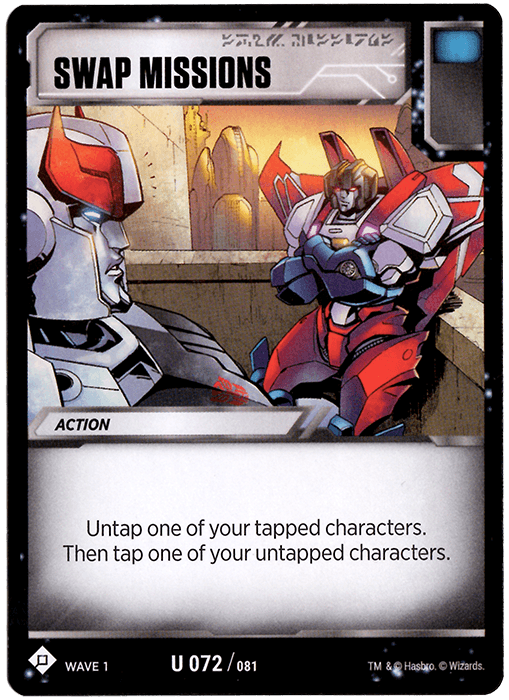 SWAP MISSIONS
ACTION
Untap one of your tapped characters.
Then tap one of your untapped characters.
WAVE 1
U 072/081
TM & © Hasbro. © Wizards.